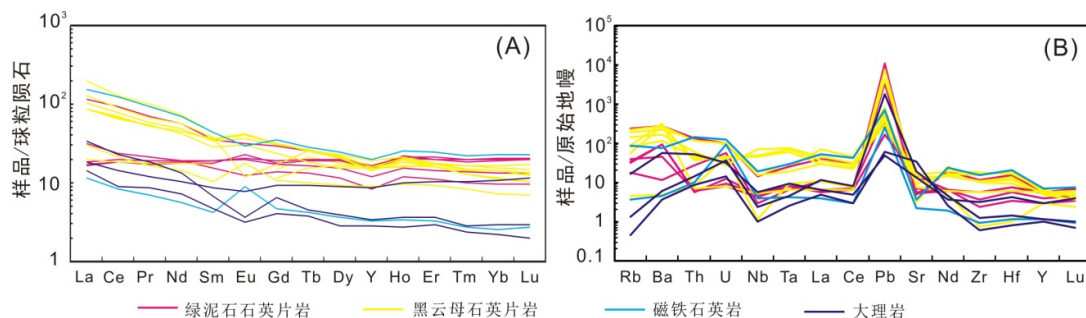 10³
10²
10
1
样品/球粒陨石
(A)
La Ce Pr Nd Sm Eu Gd Tb Dy Y Ho Er Tm Yb Lu
10⁵
10⁴
10³
10²
10
1
0.1
样品/原始地幔
(B)
Rb Ba Th U Nb Ta La Ce Pb Sr Nd Zr Hf Y Lu
绿泥石石英片岩 黑云母石英片岩 磁铁石英岩 大理岩